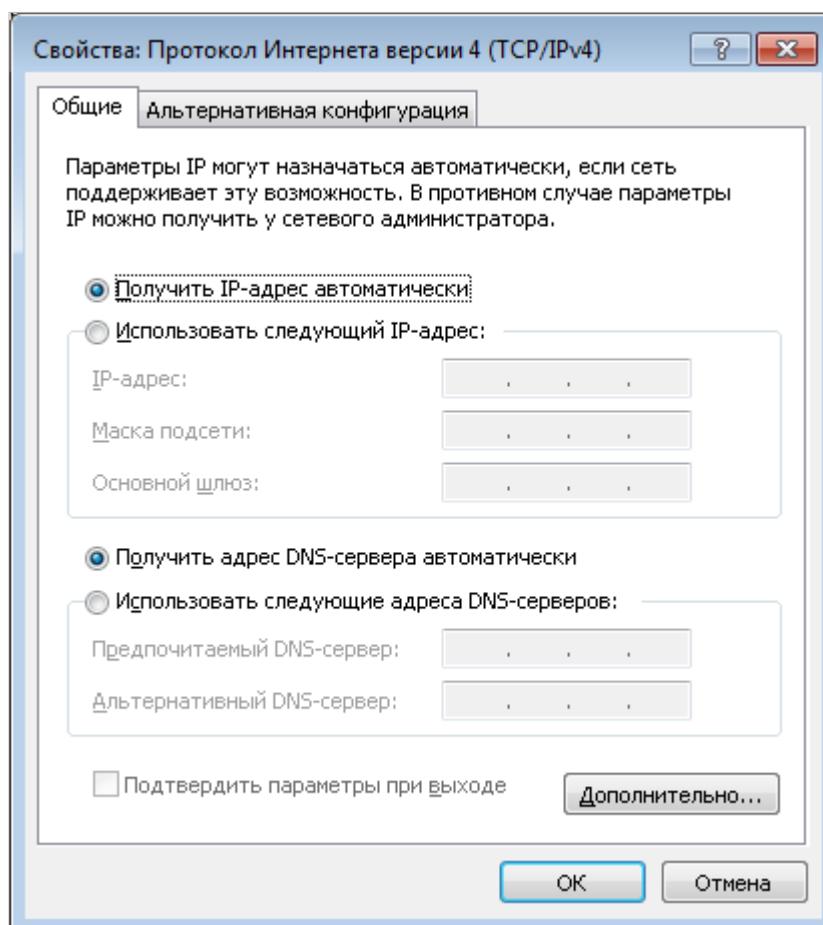 Свойства: Протокол Интернета версии 4 (TCP/IPv4)
Общие
Альтернативная конфигурация
Параметры IP могут назначаться автоматически, если сеть
поддерживает эту возможность. В противном случае параметры
IP можно получить у сетевого администратора.
Получить IP-адрес автоматически
Использовать следующий IP-адрес:
IP-адрес:
Маска подсети:
Основной шлюз:
Получить адрес DNS-сервера автоматически
Использовать следующие адреса DNS-серверов:
Предпочитаемый DNS-сервер:
Альтернативный DNS-сервер:
Подтвердить параметры при выходе
Дополнительно...
ОК
Отмена